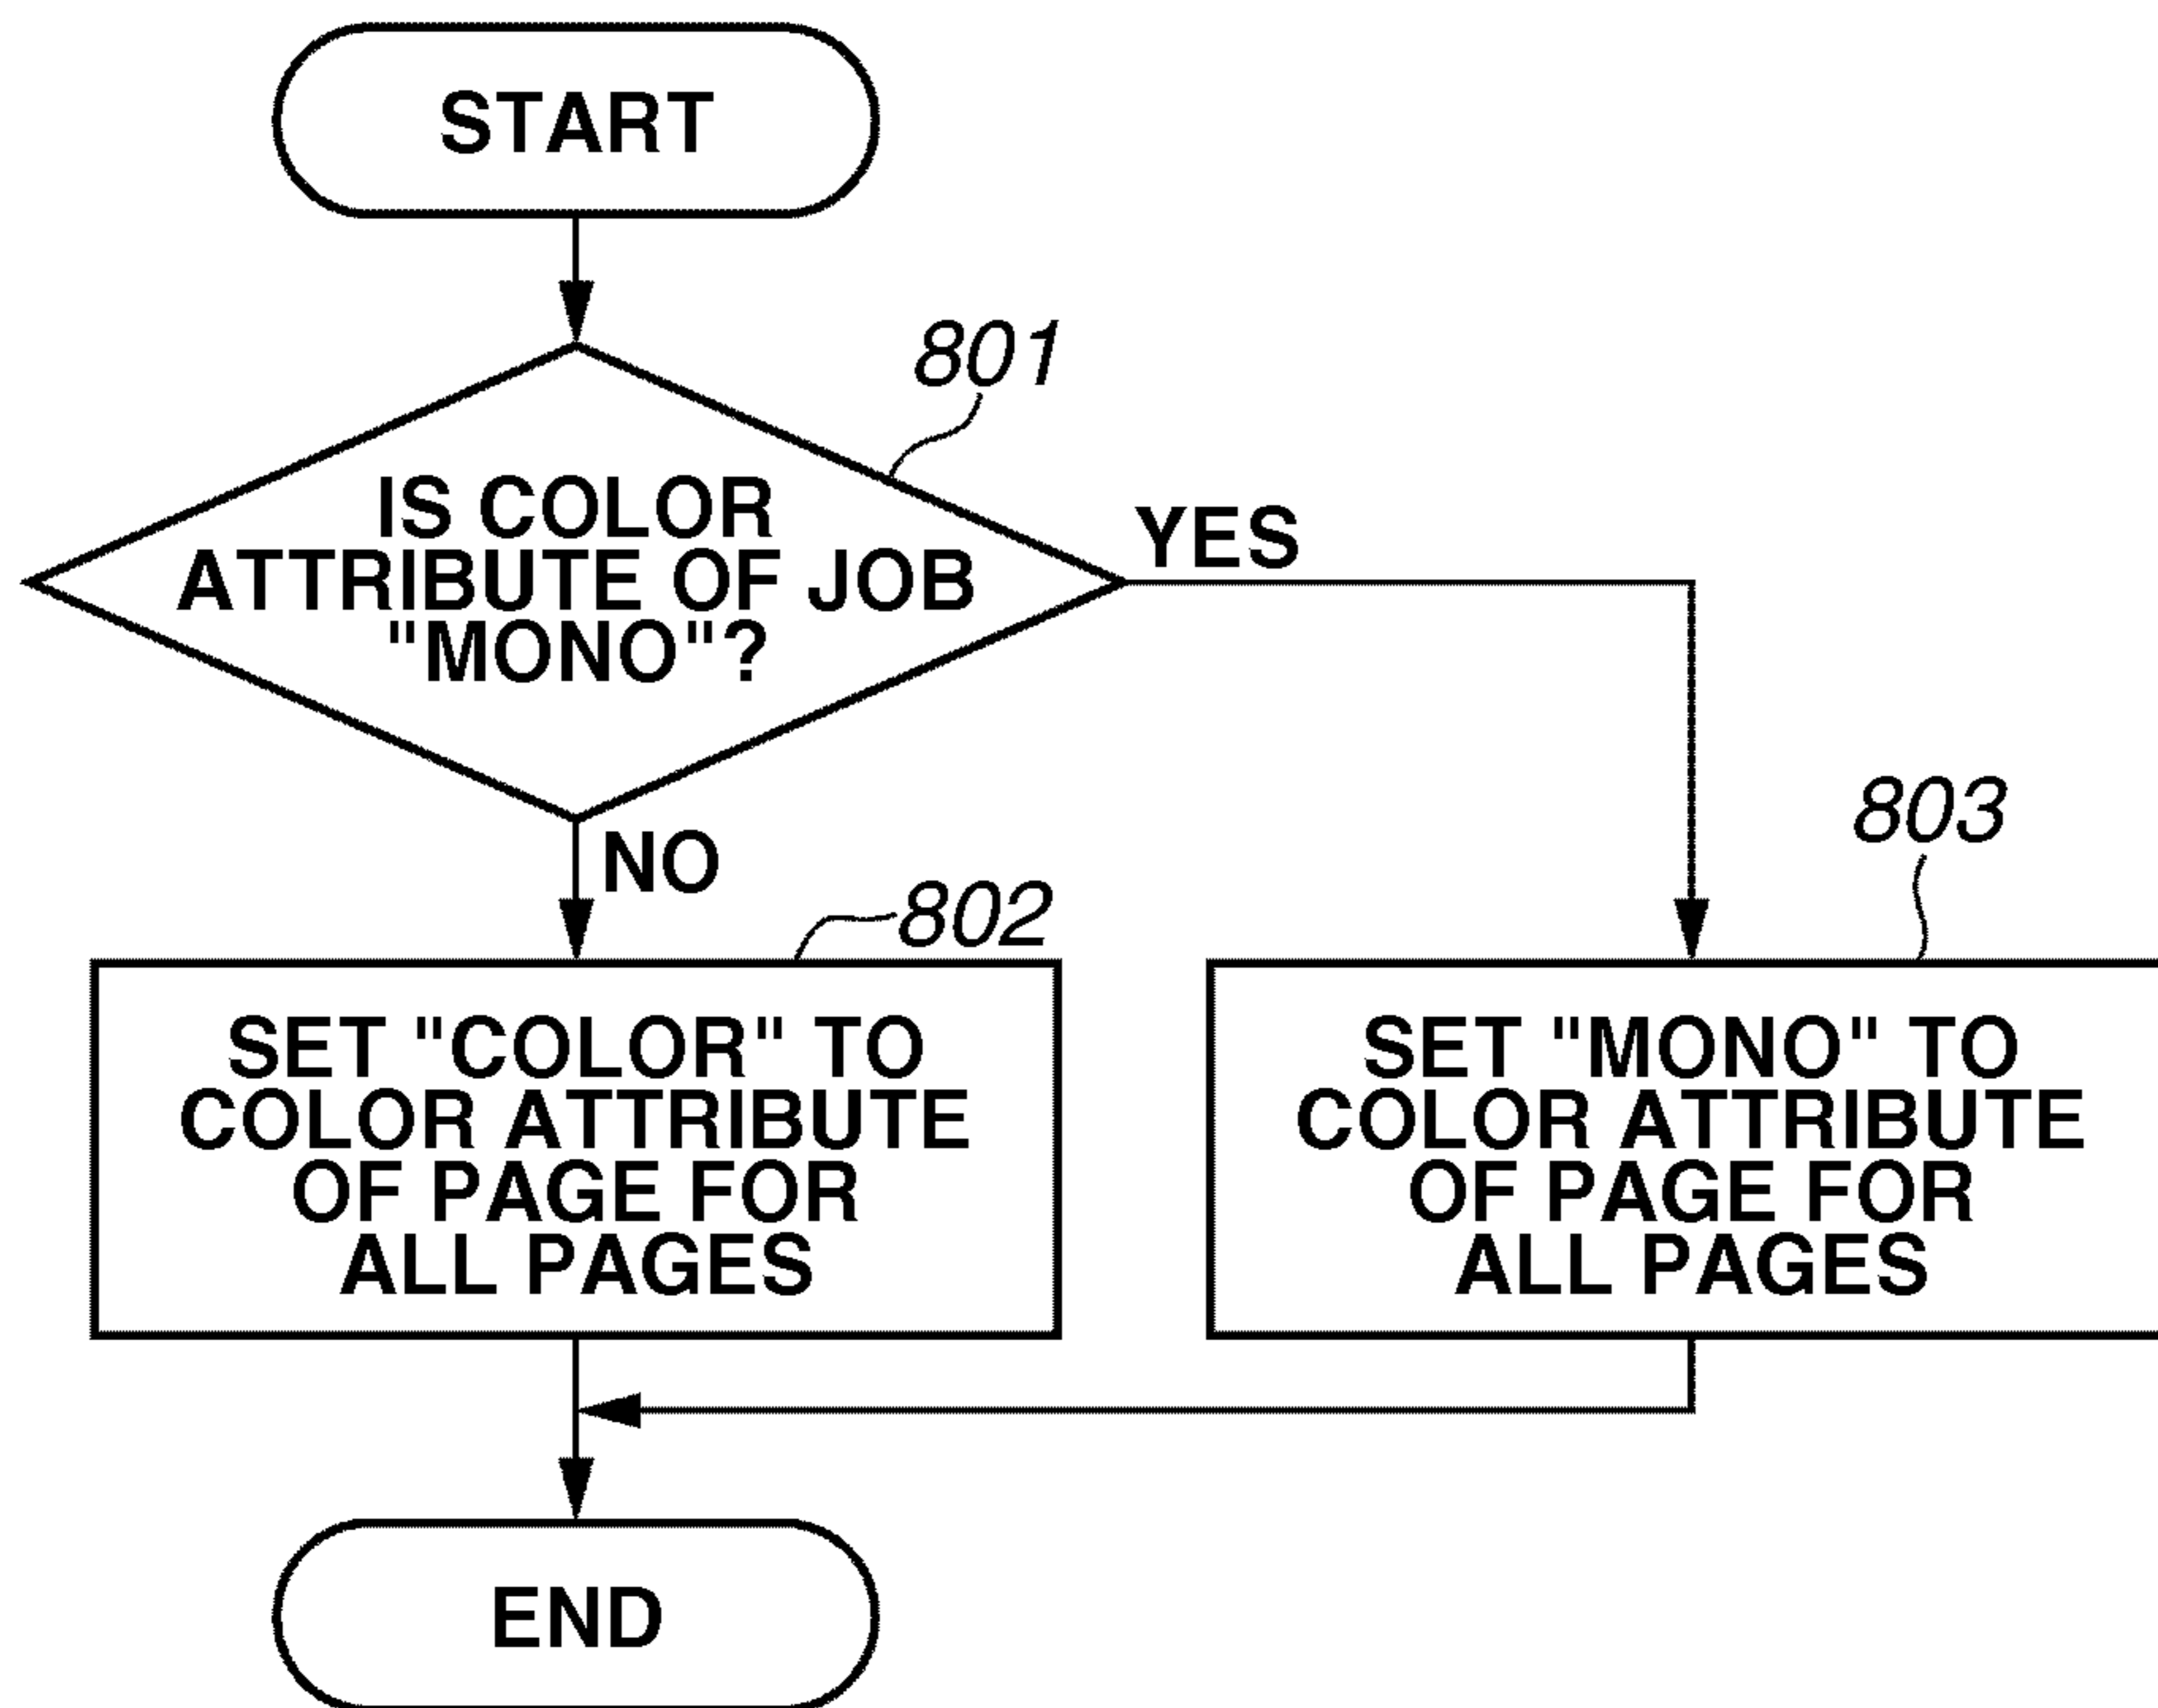 START
801
IS COLOR
ATTRIBUTE OF JOB
"MONO"?
YES
NO
802
803
SET "COLOR" TO
COLOR ATTRIBUTE
OF PAGE FOR
ALL PAGES
SET "MONO" TO
COLOR ATTRIBUTE
OF PAGE FOR
ALL PAGES
END